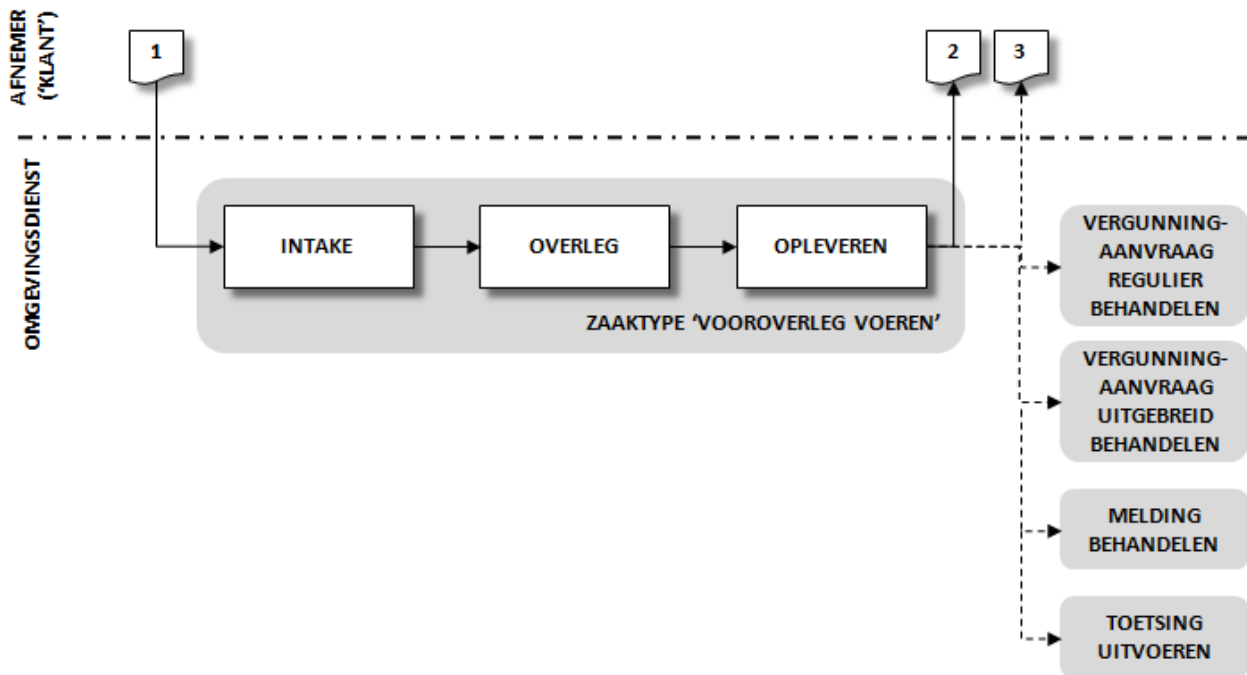 AFNEMER
('KLANT')
1
2
3
OMGEVINGSDIENST
INTAKE
OVERLEG
OPLEVEREN
ZAAKTYPE ‘VOOROVERLEG VOEREN’
VERGUNNING-
AANVRAAG
REGULIER
BEHANDELEN
VERGUNNING-
AANVRAAG
UITGEBREID
BEHANDELEN
MELDING
BEHANDELEN
TOETSING
UITVOEREN